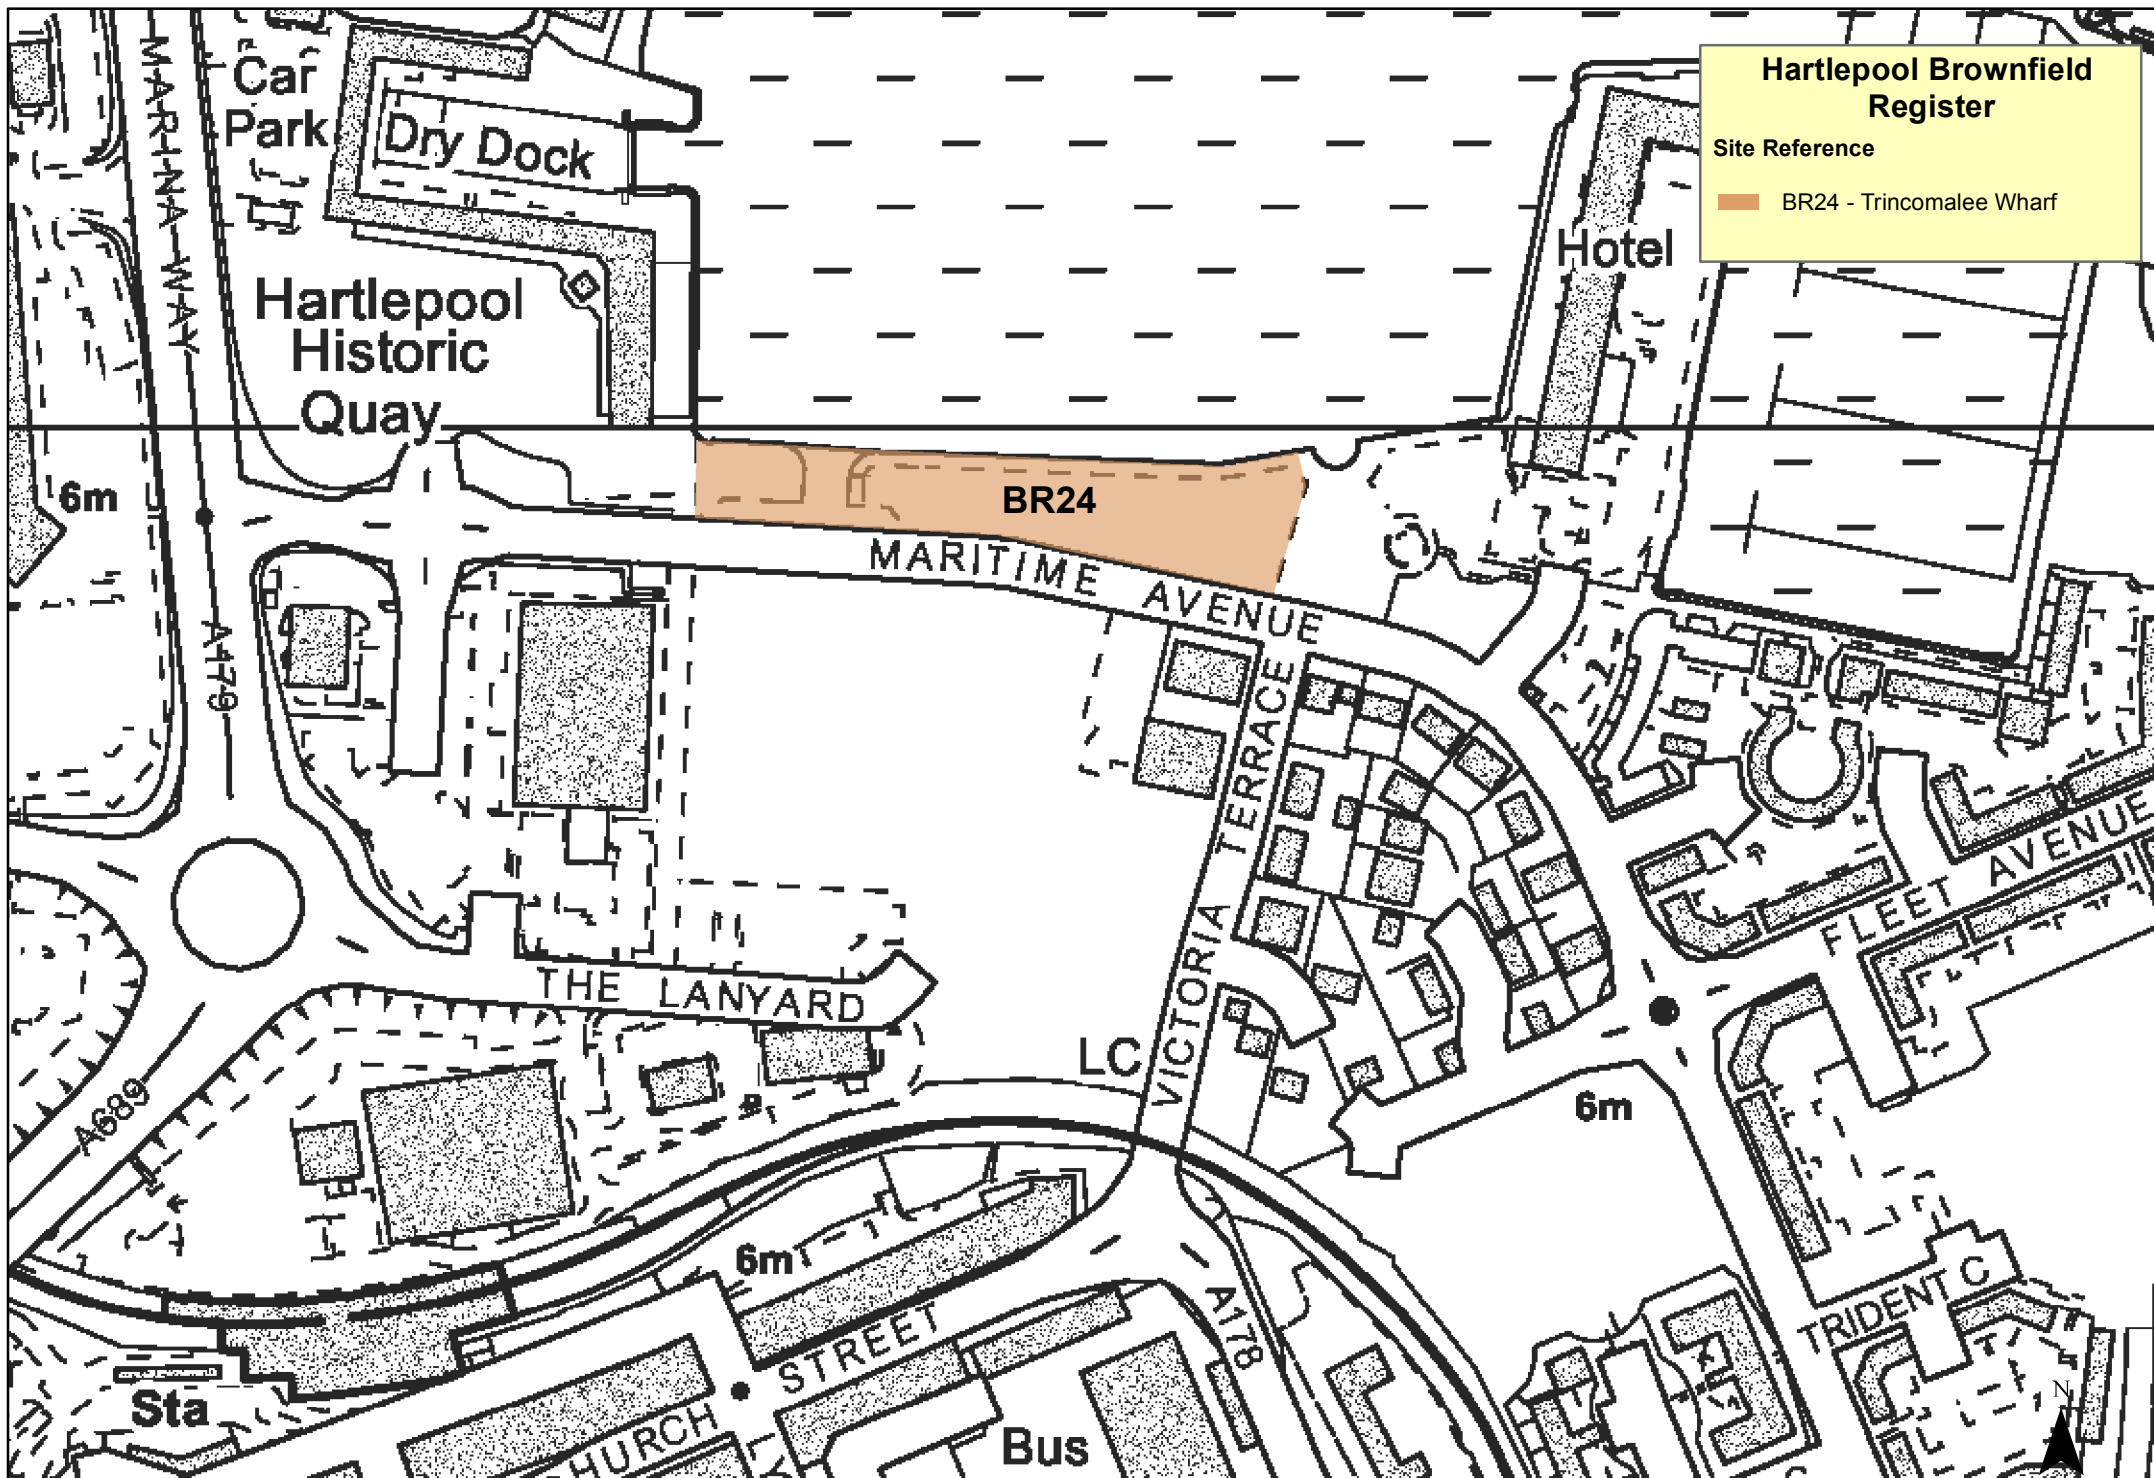 Hartlepool Brownfield
Register
Site Reference
BR24 - Trincomalee Wharf
MARINA WAY
Car
Park
Dry Dock
Hotel
Hartlepool
Historic
Quay
6m
BR24
MARITIME AVENUE
A179
VICTORIA TERRACE
FLEET AVENUE
THE LANYARD
LC
A689
6m
6m
A178
TRIDENT C
STREET
Sta
CHURCH
Bus
N